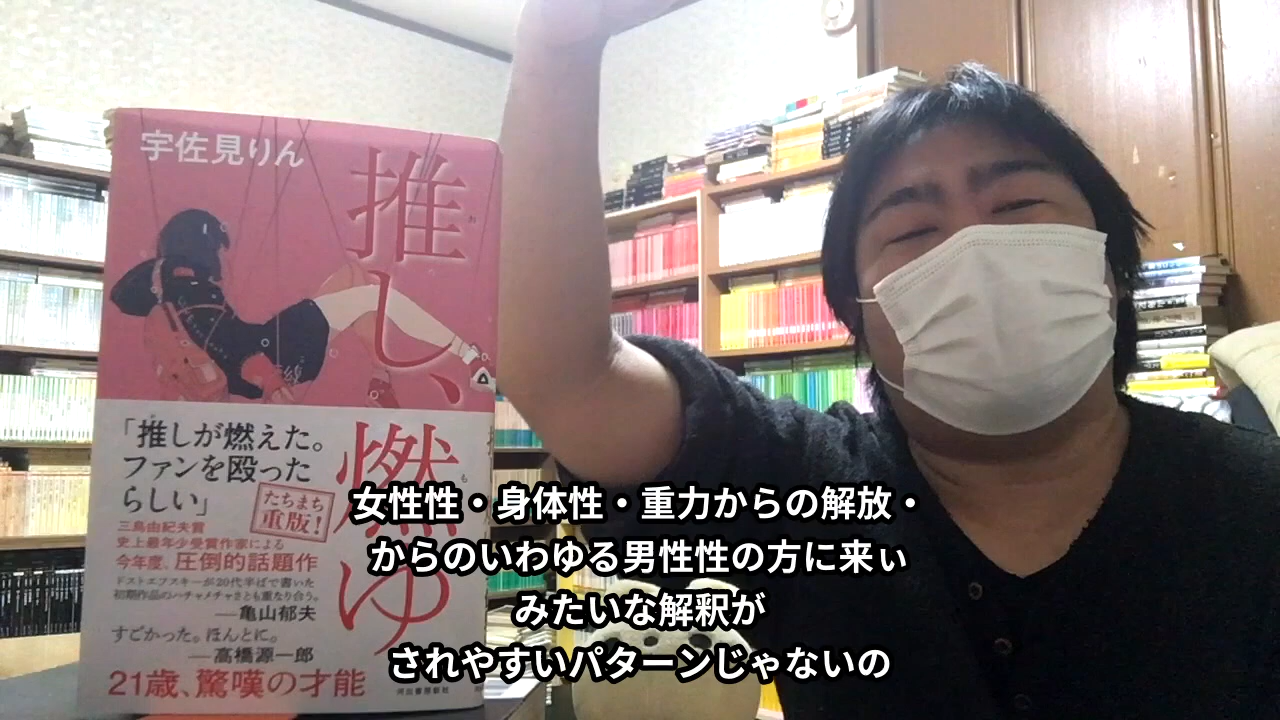 宇佐見りん
推し、燃ゆ
お
も
「推しが燃えた。
ファンを殴った
らしい」
たちまち
重版!
三島由紀夫賞
史上最年少受賞作家による
今年度、圧倒的話題作
ドストエフスキーが20代半ばで書いた
初期作品のハチャメチャさとも重なり合う。
──亀山郁夫
すごかった。ほんとに。
──高橋源一郎
21歳、驚嘆の才能
河出書房新社
女性性・身体性・重力からの解放・
からのいわゆる男性性の方に来ぃ
みたいな解釈が
されやすいパターンじゃないの